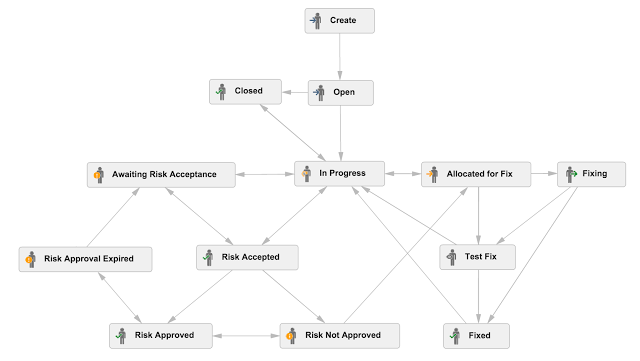 Create
Closed
Open
Awaiting Risk Acceptance
In Progress
Allocated for Fix
Fixing
Risk Approval Expired
Risk Accepted
Test Fix
Risk Approved
Risk Not Approved
Fixed